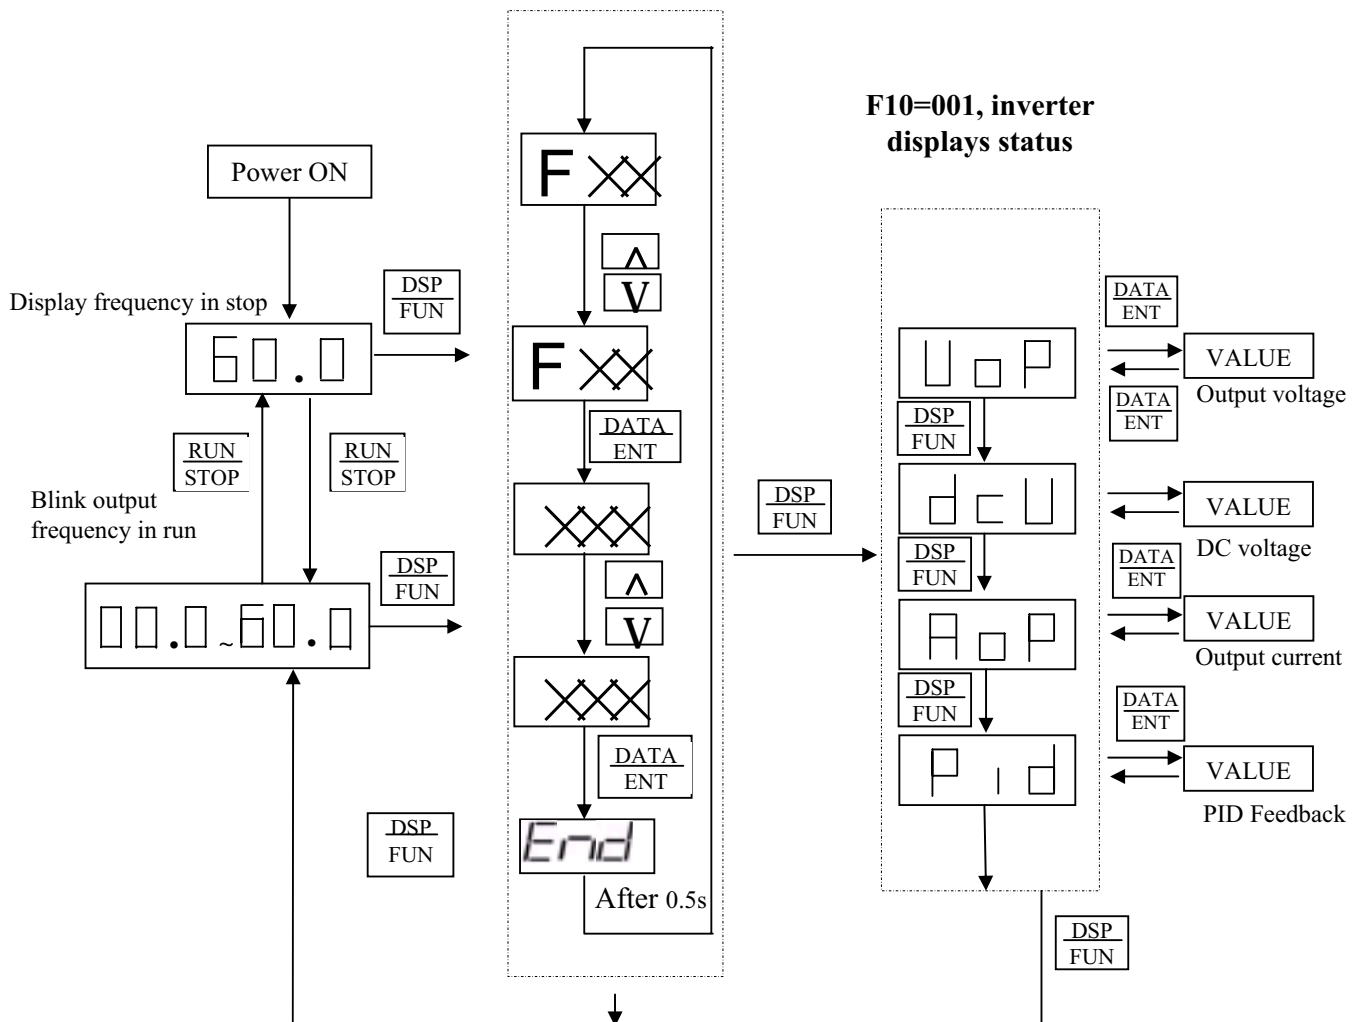 F10=001, inverter
displays status
Power ON
F XX
^
V
DSP
FUN
Display frequency in stop
60.0
F XX
DATA
ENT
UoP
VALUE
Output voltage
DATA
ENT
DSP
FUN
RUN
STOP
RUN
STOP
DATA
ENT
Blink output
frequency in run
XXX
DSP
FUN
dcU
VALUE
DC voltage
DSP
FUN
DATA
ENT
DSP
FUN
^
V
00.0 ~60.0
AoP
VALUE
Output current
XXX
DSP
FUN
DATA
ENT
DATA
ENT
Pid
VALUE
PID Feedback
DSP
FUN
End
After 0.5s
DSP
FUN